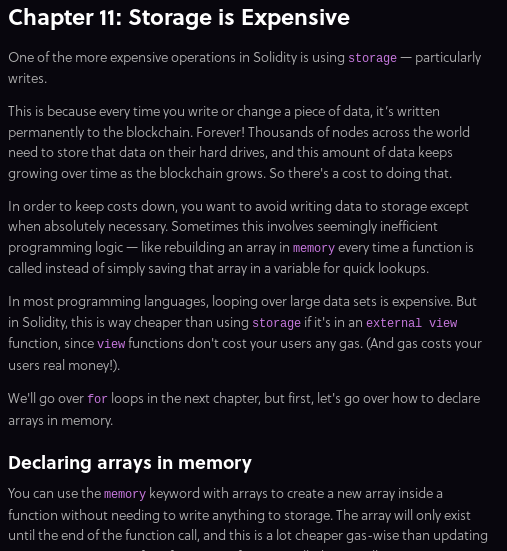 Chapter 11: Storage is Expensive
One of the more expensive operations in Solidity is using storage — particularly
writes.
This is because every time you write or change a piece of data, it's written
permanently to the blockchain. Forever! Thousands of nodes across the world
need to store that data on their hard drives, and this amount of data keeps
growing over time as the blockchain grows. So there's a cost to doing that.
In order to keep costs down, you want to avoid writing data to storage except
when absolutely necessary. Sometimes this involves seemingly inefficient
programming logic — like rebuilding an array in memory every time a function is
called instead of simply saving that array in a variable for quick lookups.
In most programming languages, looping over large data sets is expensive. But
in Solidity, this is way cheaper than using storage if it's in an external view
function, since view functions don't cost your users any gas. (And gas costs your
users real money!).
We'll go over for loops in the next chapter, but first, let's go over how to declare
arrays in memory.
Declaring arrays in memory
You can use the memory keyword with arrays to create a new array inside a
function without needing to write anything to storage. The array will only exist
until the end of the function call, and this is a lot cheaper gas-wise than updating